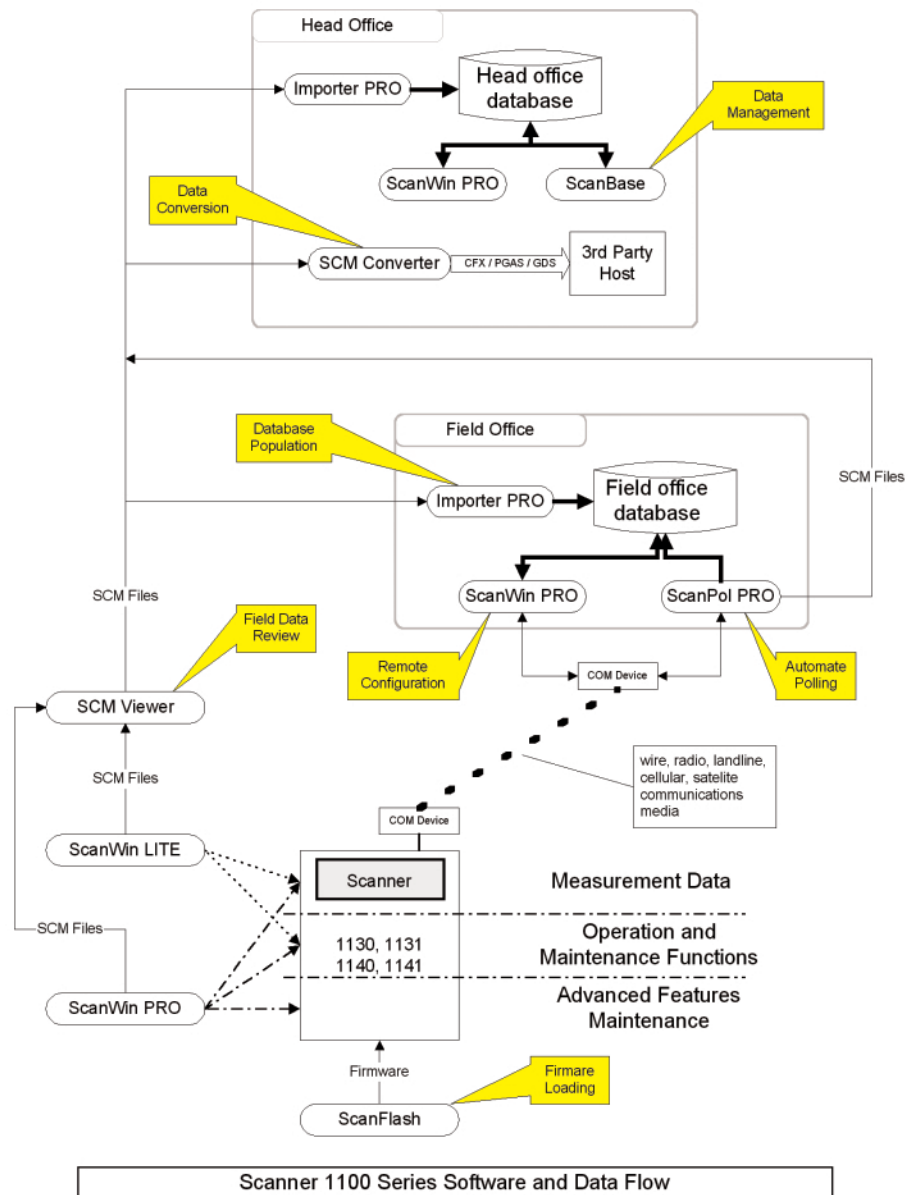 Head Office
Importer PRO
Head office
database
Data
Management
ScanWin PRO
ScanBase
Data
Conversion
SCM Converter
CFX / PGAS / GDS
3rd Party
Host
Field Office
Database
Population
Importer PRO
Field office
database
SCM Files
ScanWin PRO
ScanPol PRO
SCM Files
Field Data
Review
Remote
Configuration
COM Device
Automate
Polling
SCM Viewer
SCM Files
wire, radio, landline,
cellular, satelite
communications
media
COM Device
ScanWin LITE
Scanner
Measurement Data
SCM Files
1130, 1131
1140, 1141
Operation and
Maintenance Functions
ScanWin PRO
Advanced Features
Maintenance
Firmware
Firmare
Loading
ScanFlash
Scanner 1100 Series Software and Data Flow